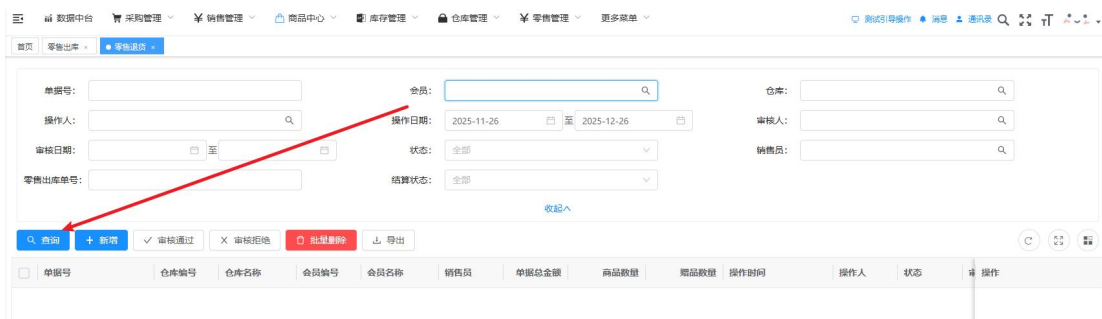 数据中台 采购管理 销售管理 商品中心 库存管理 仓库管理 零售管理 更多菜单 测试引导操作 消息 通讯录
首页 零售出库 × 零售退货 ×
单据号: 会员: 仓库:
操作人: 操作日期: 2025-11-26 至 2025-12-26 审核人:
审核日期: 至 状态: 全部 销售员:
零售出库单号: 结算状态: 全部
收起
查询 + 新增 审核通过 审核拒绝 批量删除 导出
单据号 仓库编号 仓库名称 会员编号 会员名称 销售员 单据总金额 商品数量 赠品数量 操作时间 操作人 状态 操作